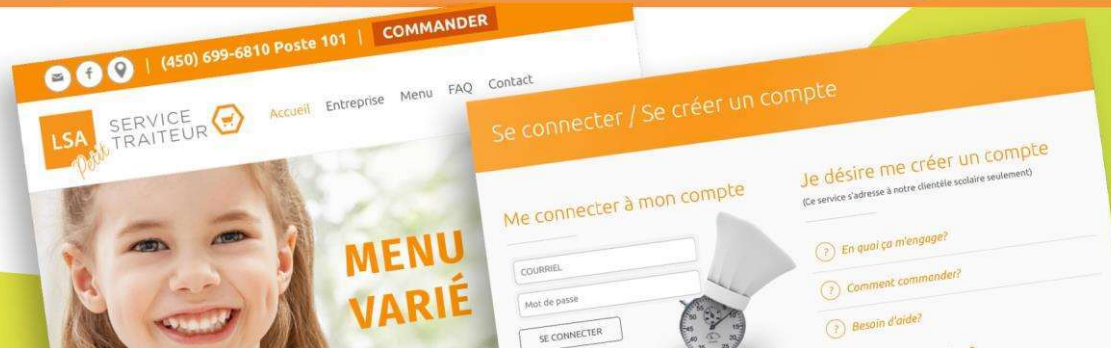 (450) 699-6810 Poste 101 | COMMANDER
LSA
Petit
SERVICE
TRAITEUR
Accueil Entreprise Menu FAQ Contact
MENU
VARIÉ
Se connecter / Se créer un compte
Me connecter à mon compte
COURRIEL
Mot de passe
SE CONNECTER
Je désire me créer un compte
(Ce service s'adresse à notre clientèle scolaire seulement)
? En quoi ça m'engage?
? Comment commander?
? Besoin d'aide?